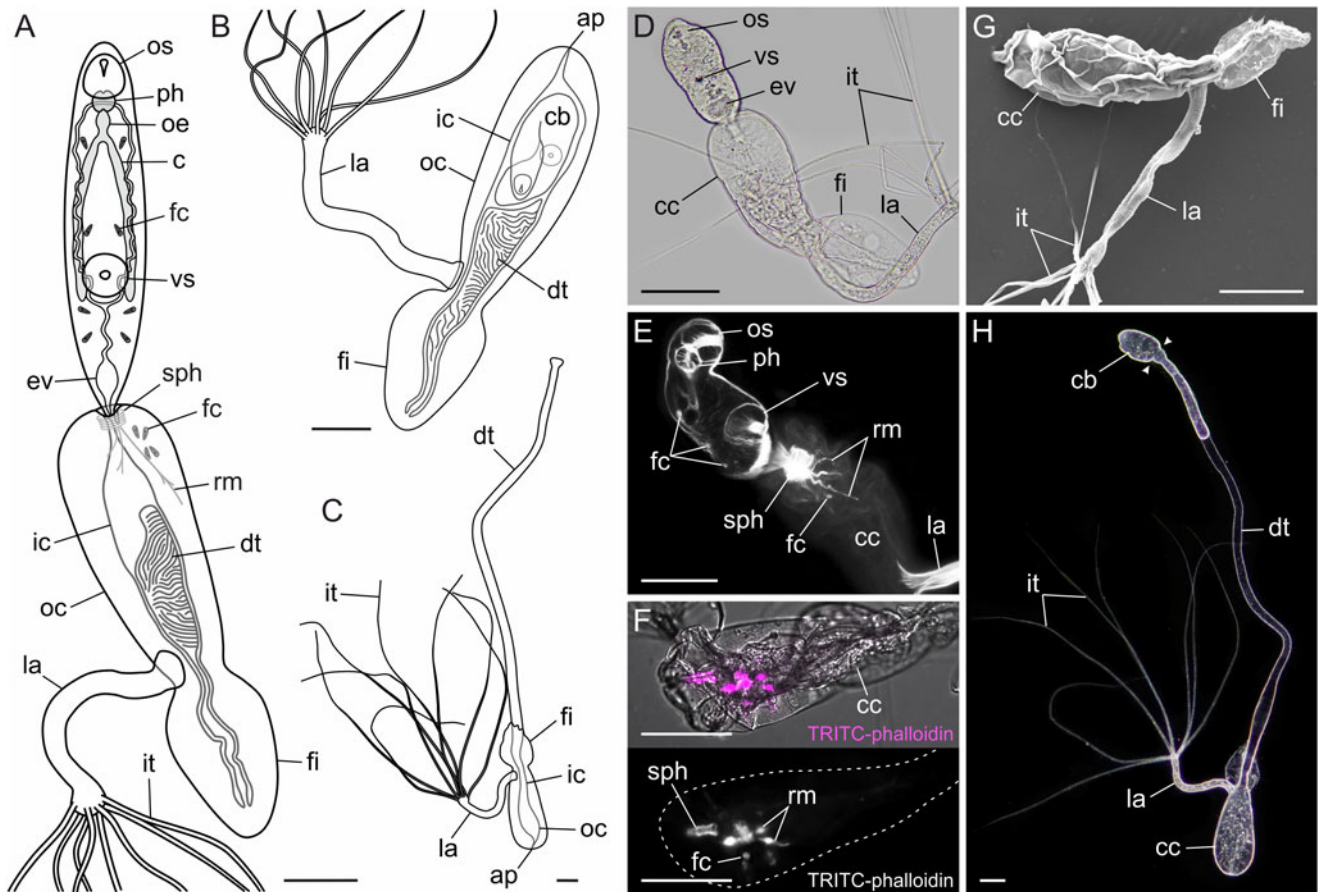 A
os
ph
oe
c
fc
vs
ev
sph
fc
rm
ic
dt
oc
la
fi
it
B
ap
ic
cb
oc
la
dt
fi
C
dt
it
fi
ic
la
oc
ap
D
os
vs
ev
it
cc
fi
la
E
os
ph
vs
rm
fc
sph
fc
cc
la
F
cc
TRITC-phalloidin
sph
rm
fc
TRITC-phalloidin
G
cc
fi
la
it
H
cb
dt
it
la
cc